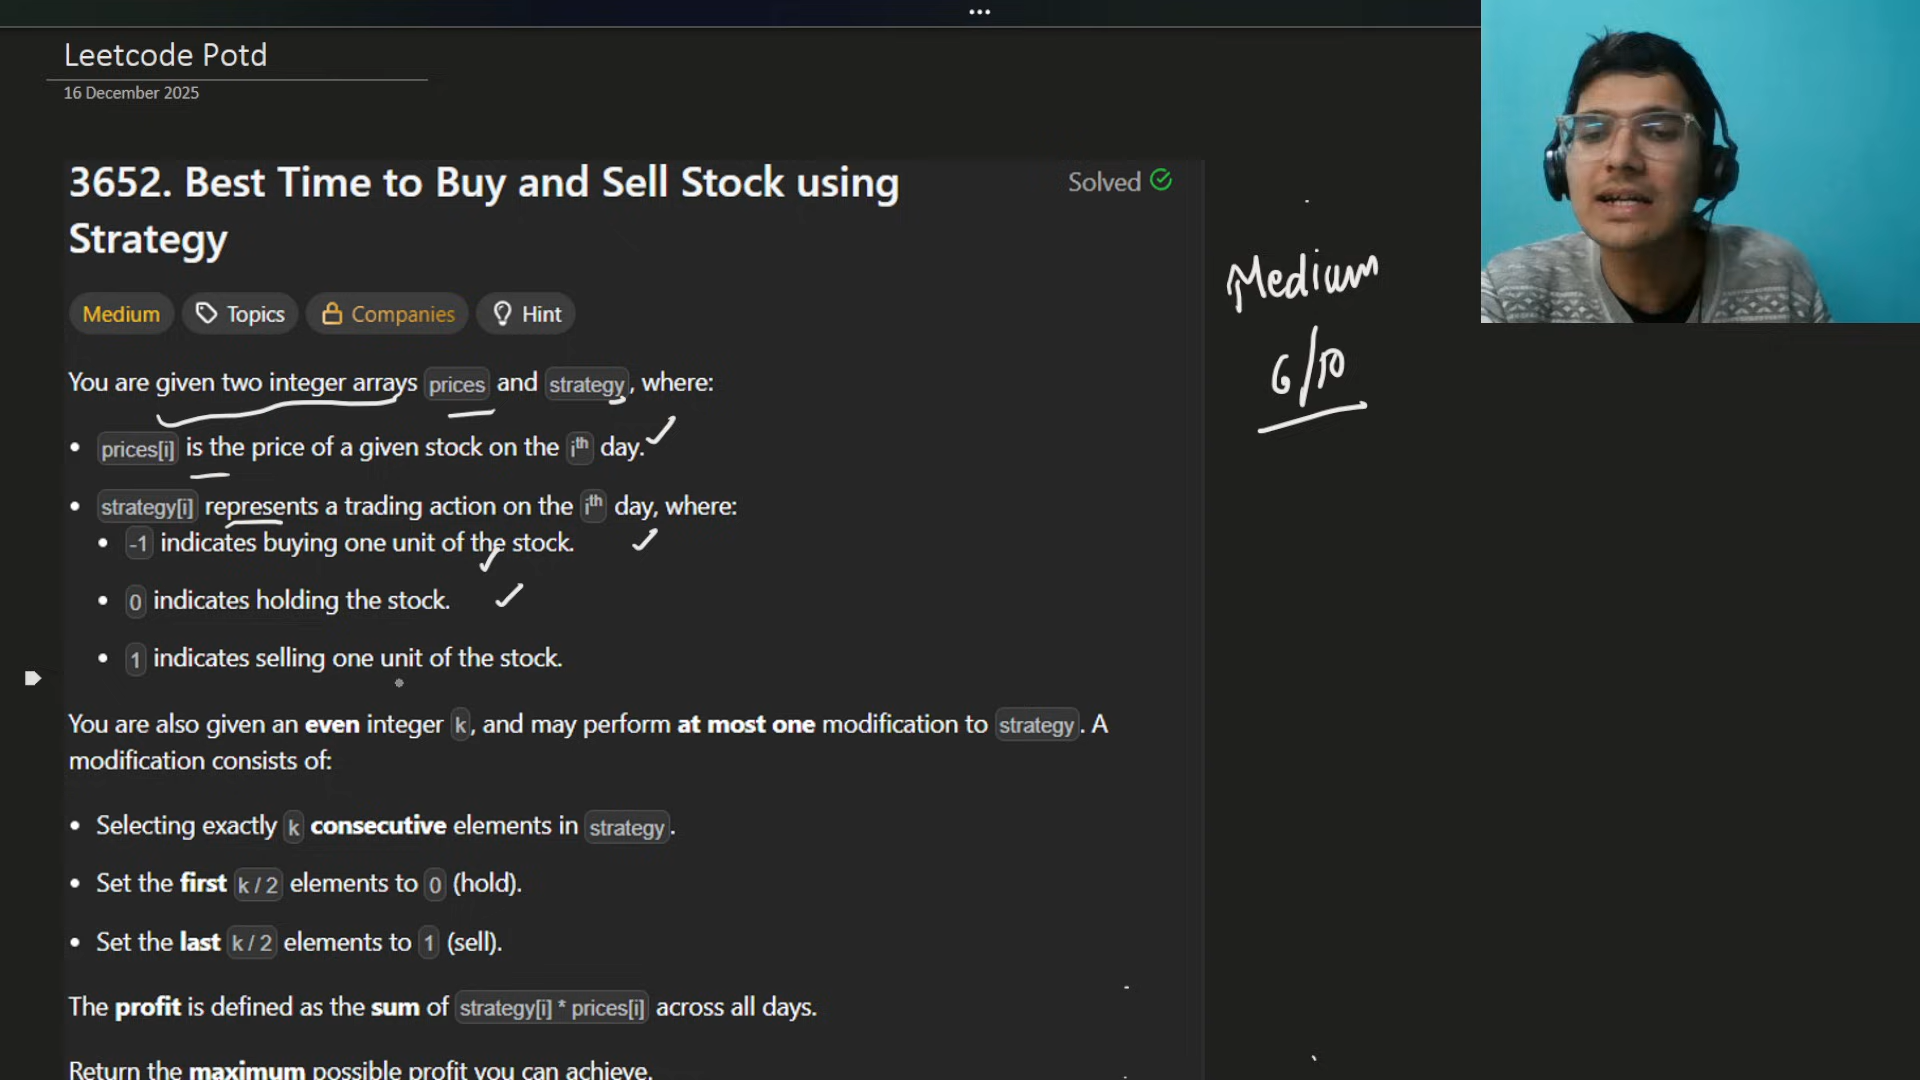 Leetcode Potd
16 December 2025
3652. Best Time to Buy and Sell Stock using
Strategy
Solved
Medium
Topics
Companies
Hint
Medium
6/10
You are given two integer arrays prices and strategy, where:
• prices[i] is the price of a given stock on the ith day.
• strategy[i] represents a trading action on the ith day, where:
• -1 indicates buying one unit of the stock.
• 0 indicates holding the stock.
• 1 indicates selling one unit of the stock.
You are also given an even integer k, and may perform at most one modification to strategy. A
modification consists of:
• Selecting exactly k consecutive elements in strategy.
• Set the first k / 2 elements to 0 (hold).
• Set the last k / 2 elements to 1 (sell).
The profit is defined as the sum of strategy[i] * prices[i] across all days.
Return the maximum possible profit you can achieve.